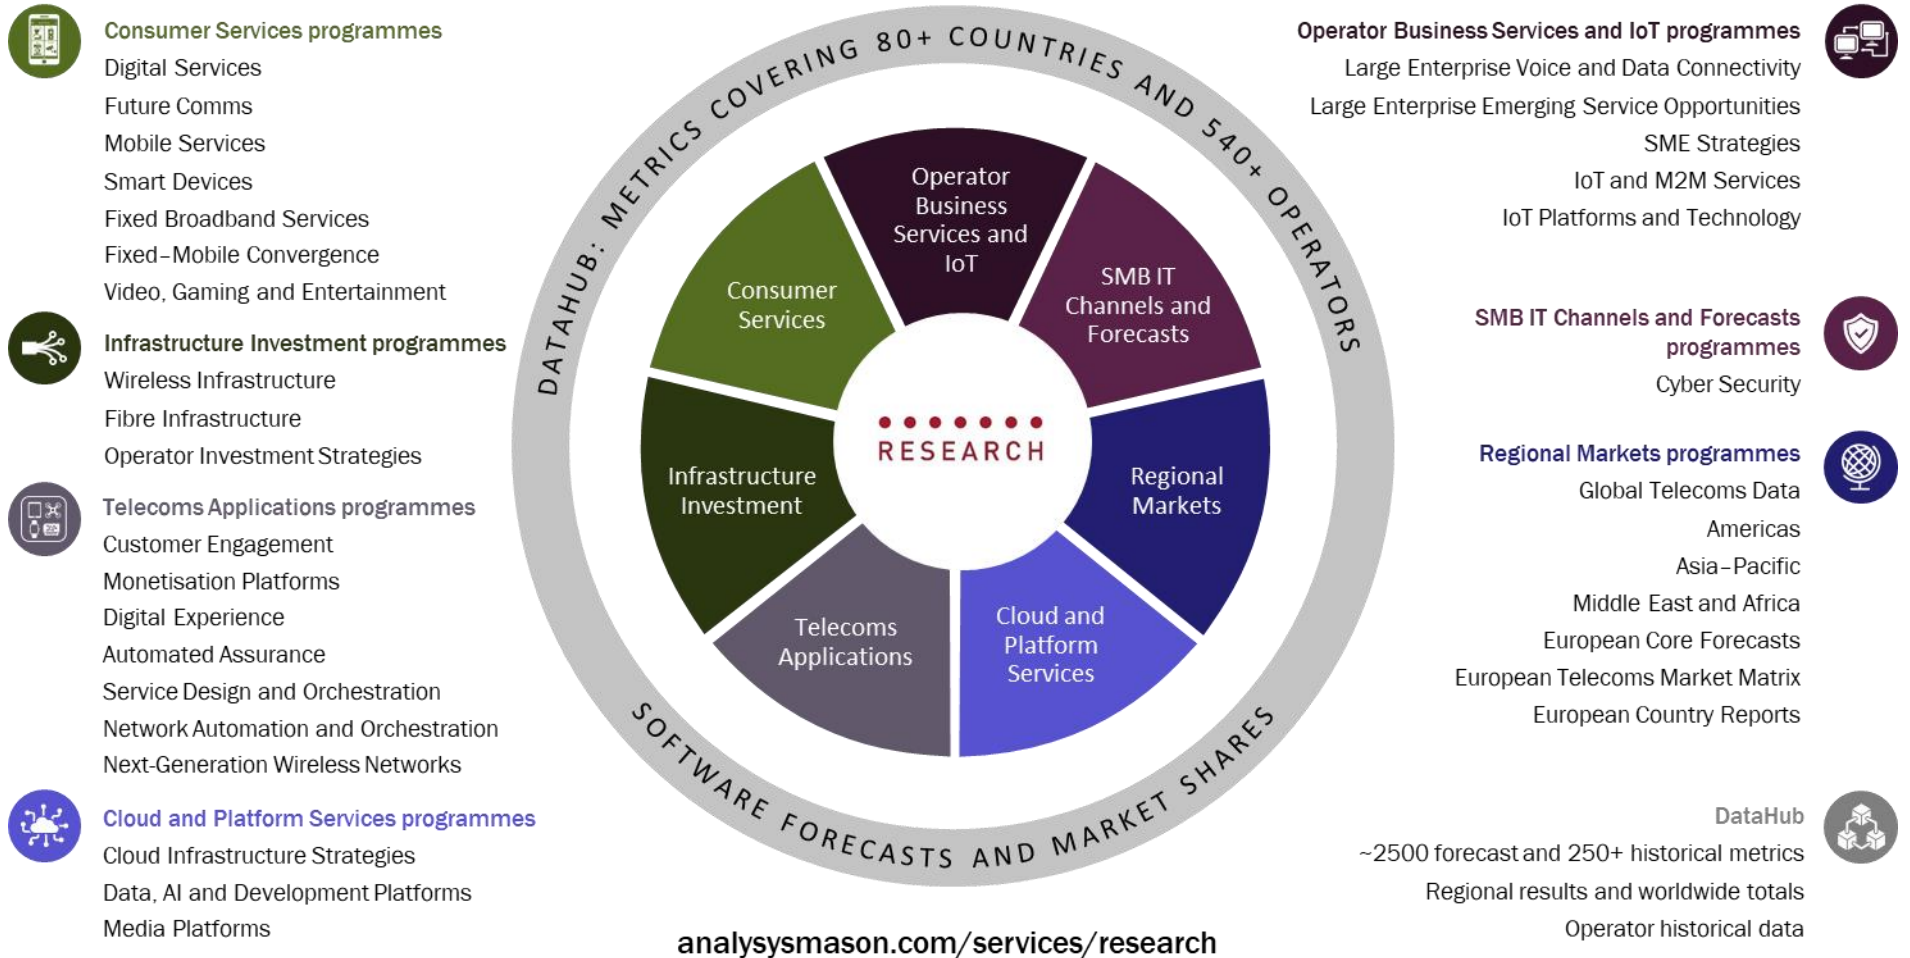 Consumer Services programmes
Digital Services
Future Comms
Mobile Services
Smart Devices
Fixed Broadband Services
Fixed–Mobile Convergence
Video, Gaming and Entertainment
Infrastructure Investment programmes
Wireless Infrastructure
Fibre Infrastructure
Operator Investment Strategies
Telecoms Applications programmes
Customer Engagement
Monetisation Platforms
Digital Experience
Automated Assurance
Service Design and Orchestration
Network Automation and Orchestration
Next-Generation Wireless Networks
Cloud and Platform Services programmes
Cloud Infrastructure Strategies
Data, AI and Development Platforms
Media Platforms
DATAHUB: METRICS COVERING 80+ COUNTRIES AND 540+ OPERATORS
Operator
Business
Services and
IoT
Consumer
Services
SMB IT
Channels and
Forecasts
RESEARCH
Infrastructure
Investment
Regional
Markets
Telecoms
Applications
Cloud and
Platform
Services
SOFTWARE FORECASTS AND MARKET SHARES
analysysmason.com/services/research
Operator Business Services and IoT programmes
Large Enterprise Voice and Data Connectivity
Large Enterprise Emerging Service Opportunities
SME Strategies
IoT and M2M Services
IoT Platforms and Technology
SMB IT Channels and Forecasts
programmes
Cyber Security
Regional Markets programmes
Global Telecoms Data
Americas
Asia–Pacific
Middle East and Africa
European Core Forecasts
European Telecoms Market Matrix
European Country Reports
DataHub
~2500 forecast and 250+ historical metrics
Regional results and worldwide totals
Operator historical data